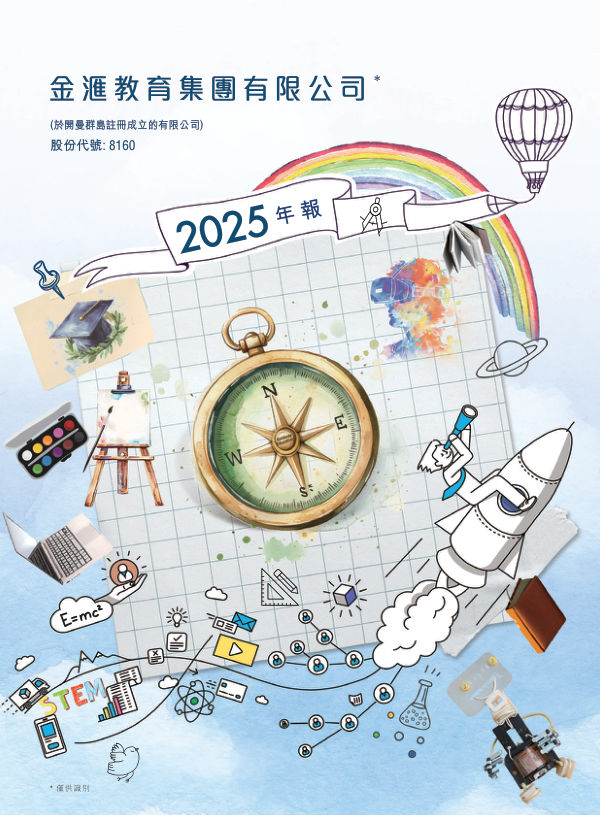 金滙教育集團有限公司*
(於開曼群島註冊成立的有限公司)
股份代號: 8160
2025 年報
N
E
W
S
E=mc²
STEM
* 僅供識別